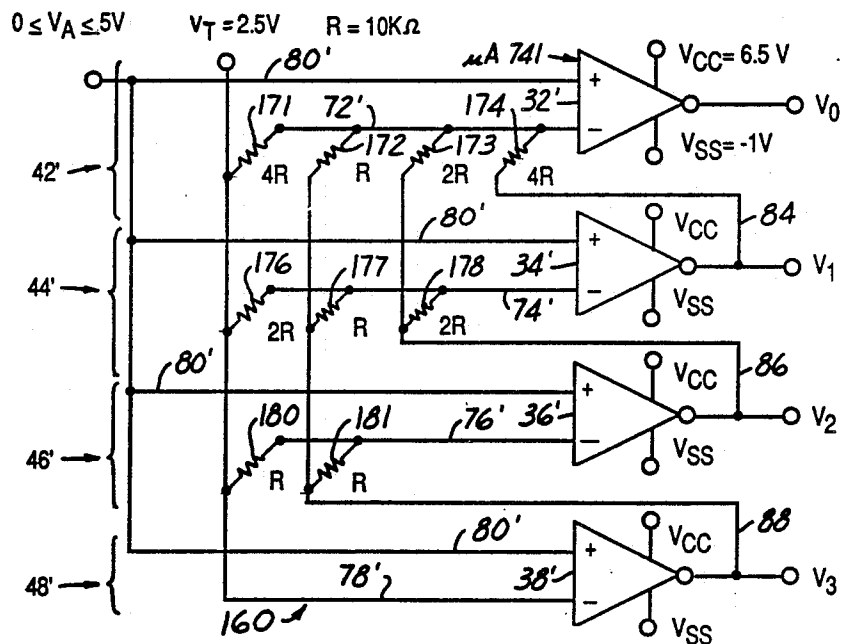 0 ≤ VA ≤ .5V VT = 2.5V R = 10KΩ
80' µA 741 VCC = 6.5 V
171 72' 174 32' + V0
172 173 −
42' 4R R 2R 4R VSS = -1V
80' 84
+ VCC
176 177 178 34' V1
44' −
2R R 2R 74' VSS
80' 86
+ VCC
180 181 76' 36' V2
46' − VSS
R R
80' 88
+ VCC
48' 78' 38' V3
160 − VSS